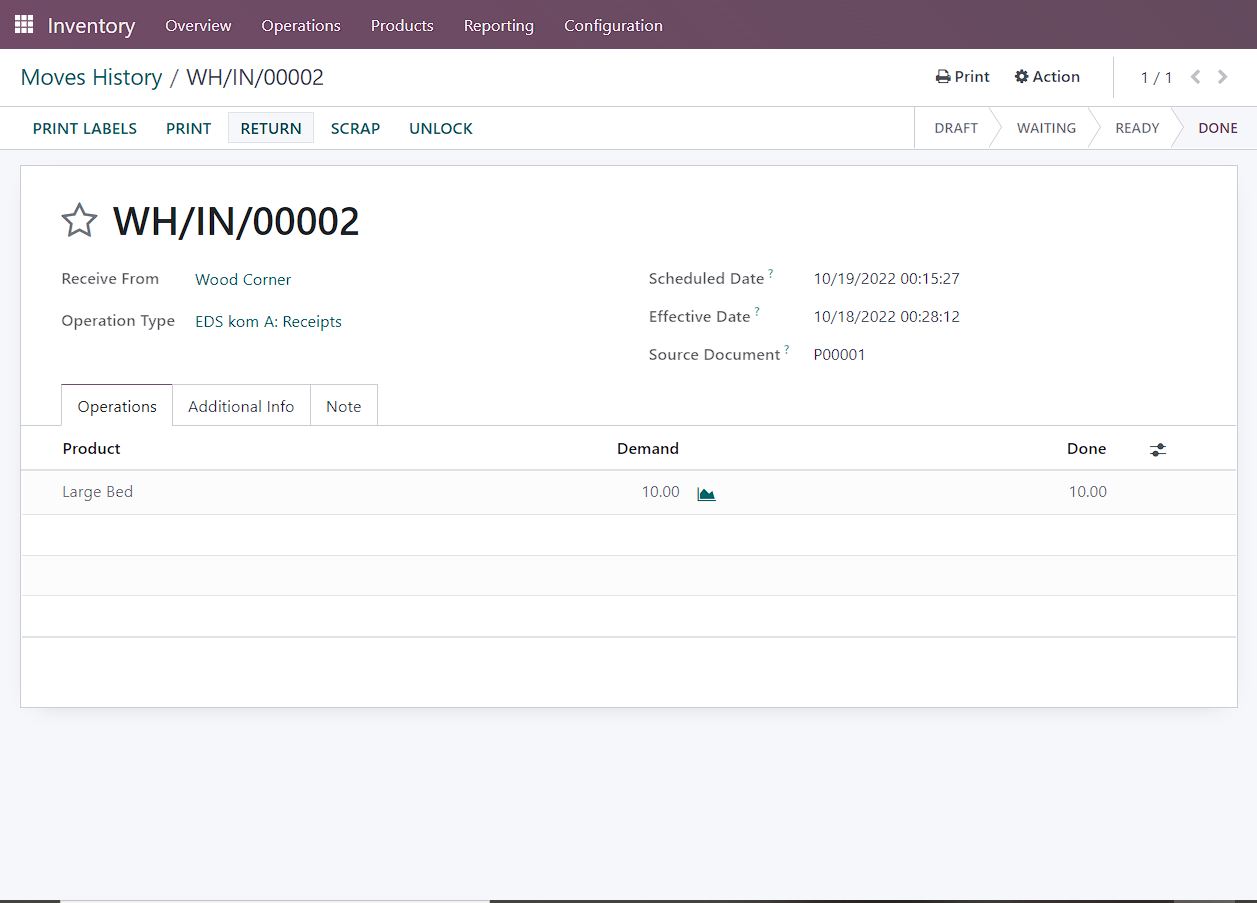 Inventory Overview Operations Products Reporting Configuration
Moves History / WH/IN/00002 Print Action 1 / 1
PRINT LABELS PRINT RETURN SCRAP UNLOCK DRAFT WAITING READY DONE
WH/IN/00002
Receive From Wood Corner Scheduled Date ? 10/19/2022 00:15:27
Operation Type EDS kom A: Receipts Effective Date ? 10/18/2022 00:28:12
Source Document ? P00001
Operations Additional Info Note
Product Demand Done
Large Bed 10.00 10.00